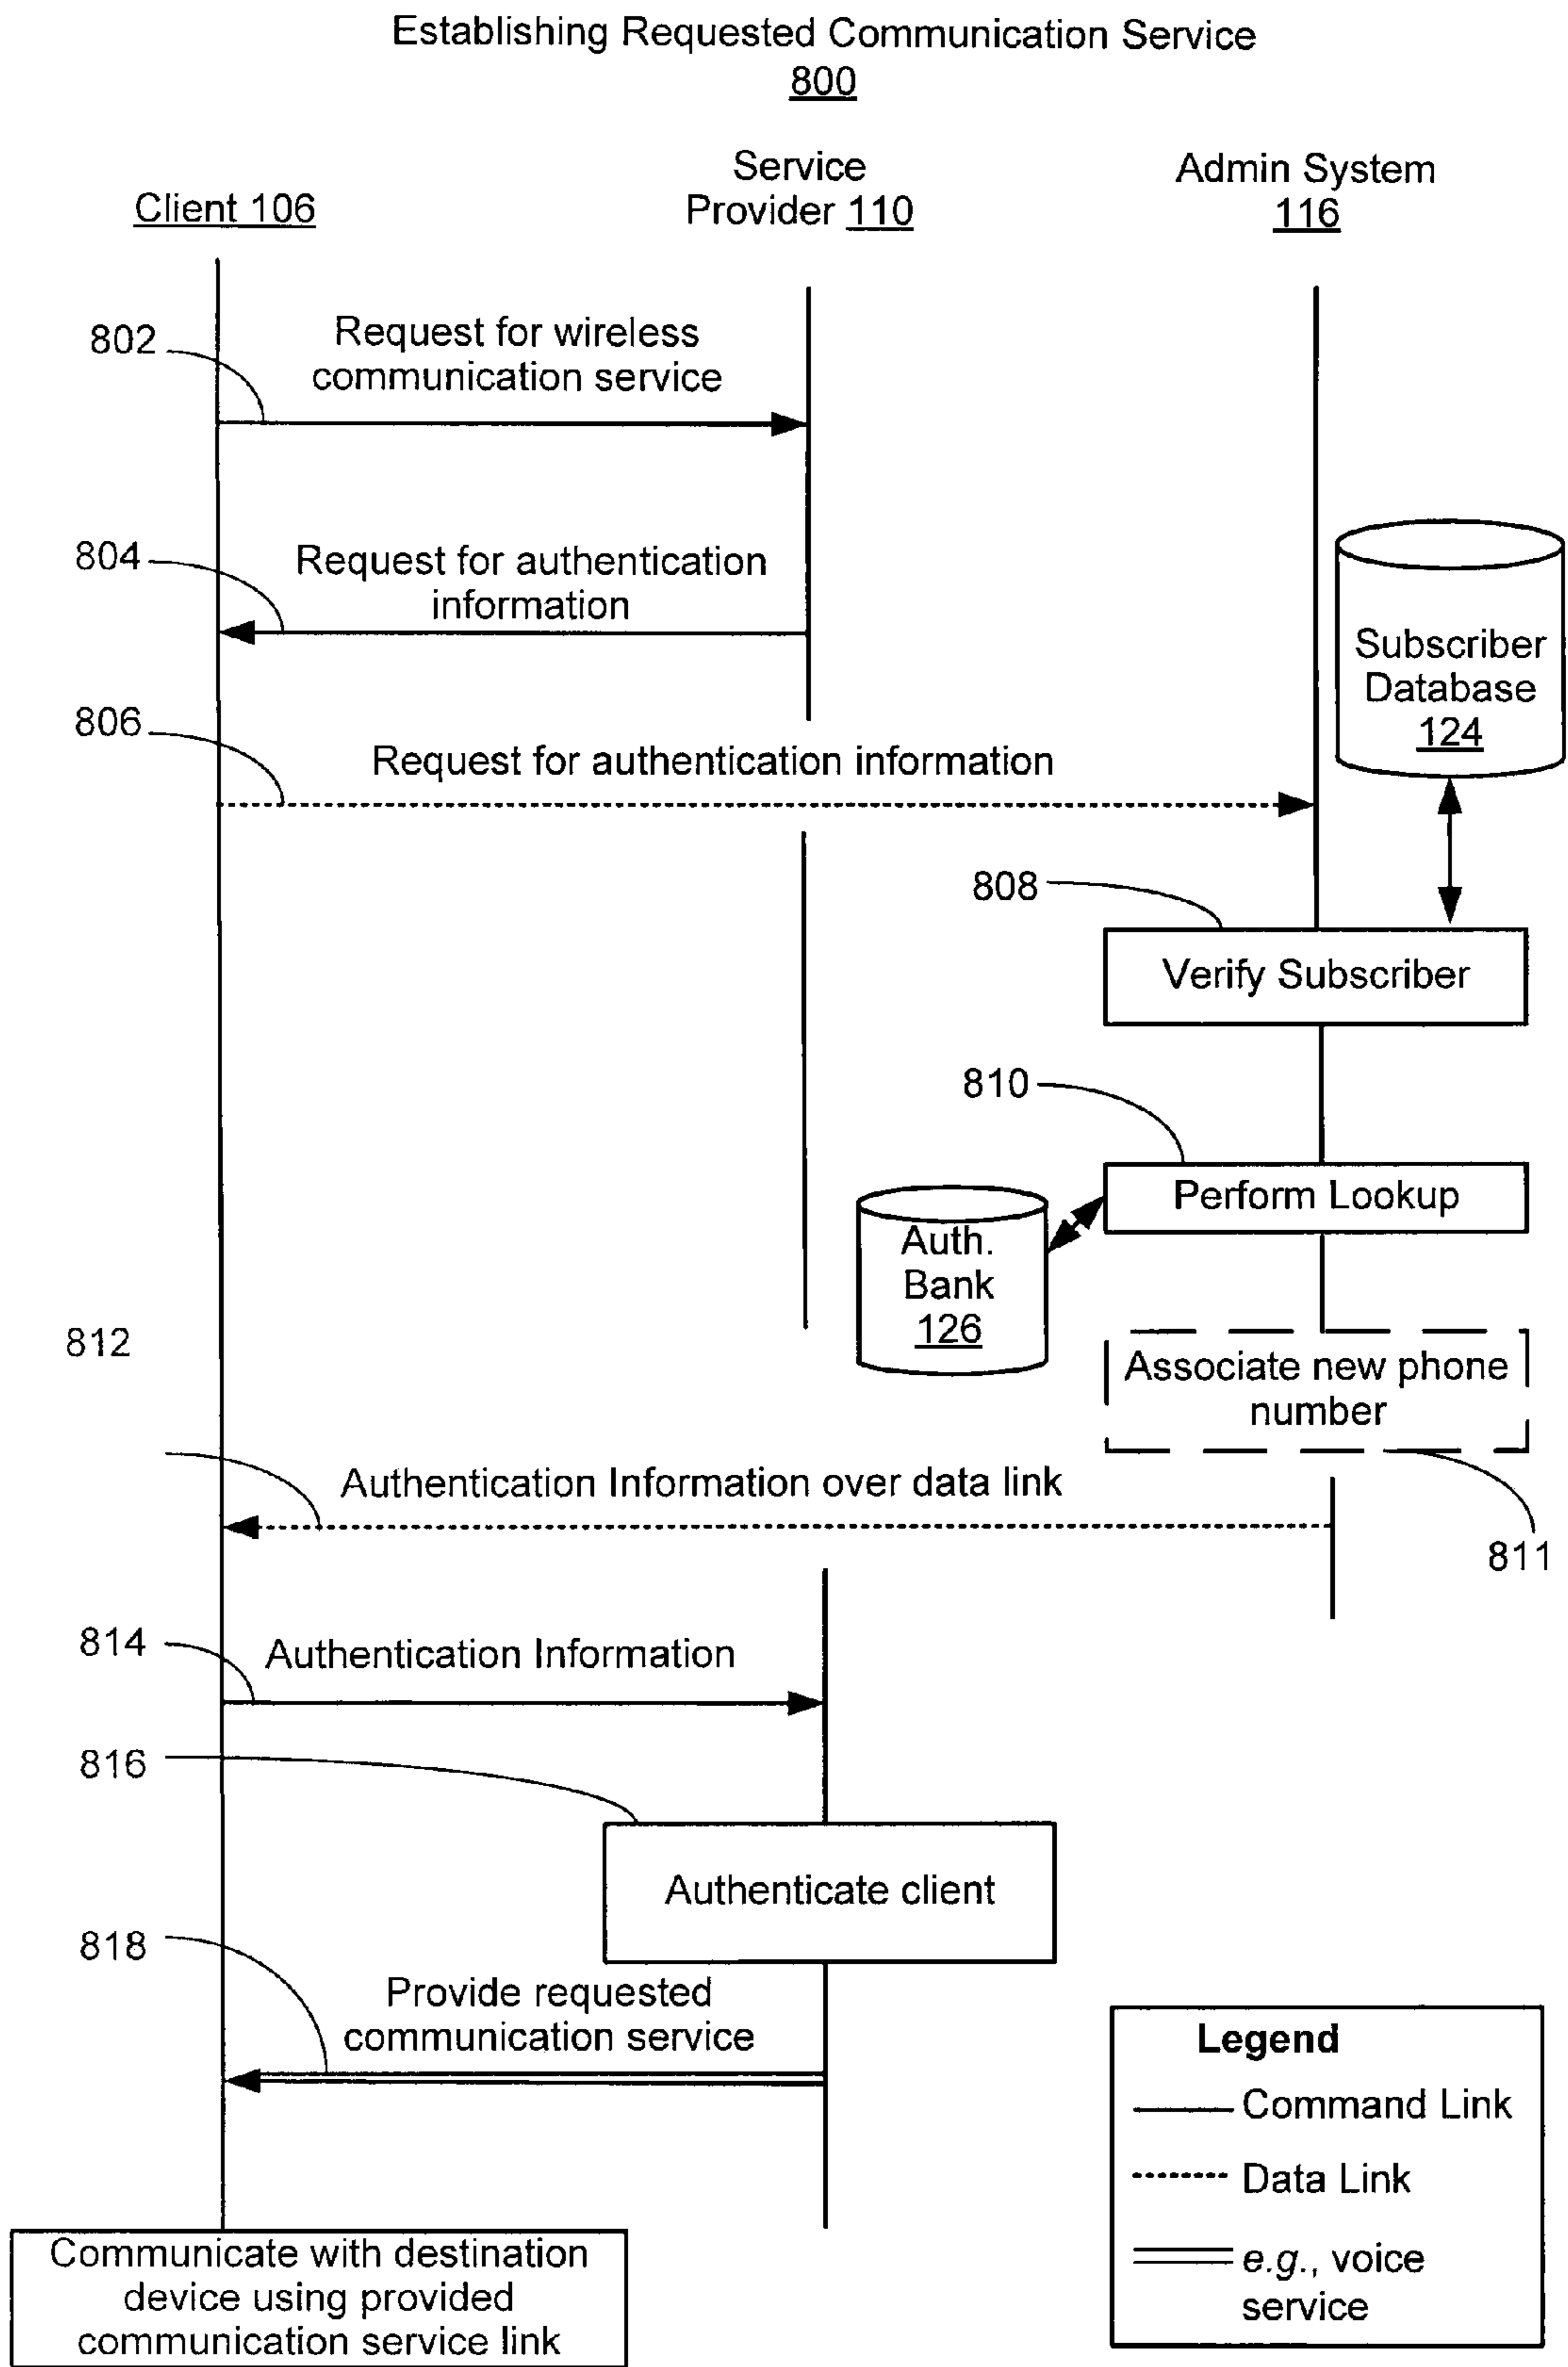 Establishing Requested Communication Service
800
Client 106
Service
Provider 110
Admin System
116
802
Request for wireless
communication service
804
Request for authentication
information
Subscriber
Database
124
806
Request for authentication information
808
Verify Subscriber
810
Perform Lookup
Auth.
Bank
126
812
Associate new phone
number
Authentication Information over data link
811
814
Authentication Information
816
Authenticate client
818
Provide requested
communication service
Legend
Command Link
Data Link
e.g., voice
service
Communicate with destination
device using provided
communication service link